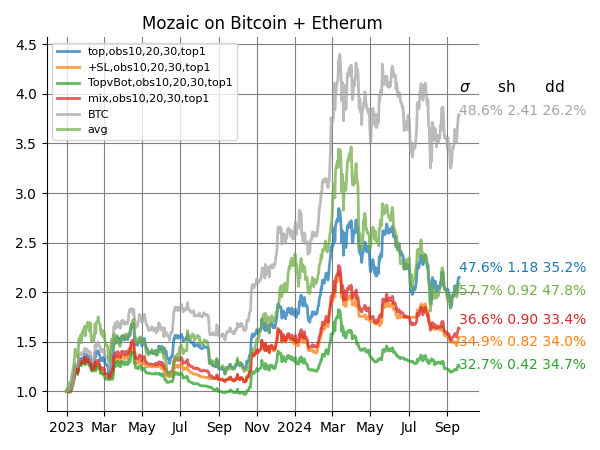 Mozaic on Bitcoin + Etherum
4.5
4.0
3.5
3.0
2.5
2.0
1.5
1.0
top,obs10,20,30,top1
+SL,obs10,20,30,top1
TopvBot,obs10,20,30,top1
mix,obs10,20,30,top1
BTC
avg
σ sh dd
48.6% 2.41 26.2%
47.6% 1.18 35.2%
57.7% 0.92 47.8%
36.6% 0.90 33.4%
34.9% 0.82 34.0%
32.7% 0.42 34.7%
2023 Mar May Jul Sep Nov 2024 Mar May Jul Sep